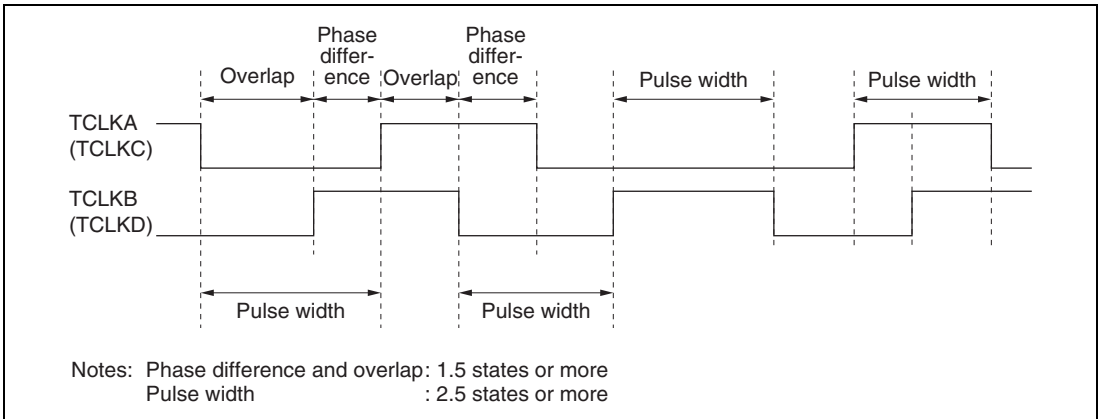 Phase
differ-
ence
Phase
differ-
ence
Overlap
Overlap
Pulse width
Pulse width
TCLKA
(TCLKC)
TCLKB
(TCLKD)
Pulse width
Pulse width
Notes: Phase difference and overlap: 1.5 states or more
Pulse width : 2.5 states or more